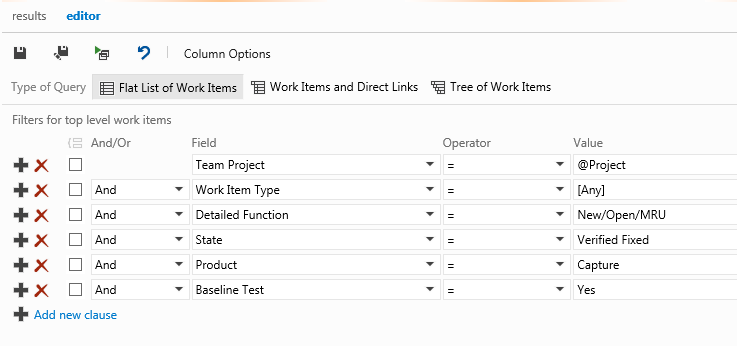 results editor
Column Options
Type of Query Flat List of Work Items Work Items and Direct Links Tree of Work Items
Filters for top level work items
And/Or Field Operator Value
Team Project = @Project
And Work Item Type = [Any]
And Detailed Function = New/Open/MRU
And State = Verified Fixed
And Product = Capture
And Baseline Test = Yes
Add new clause